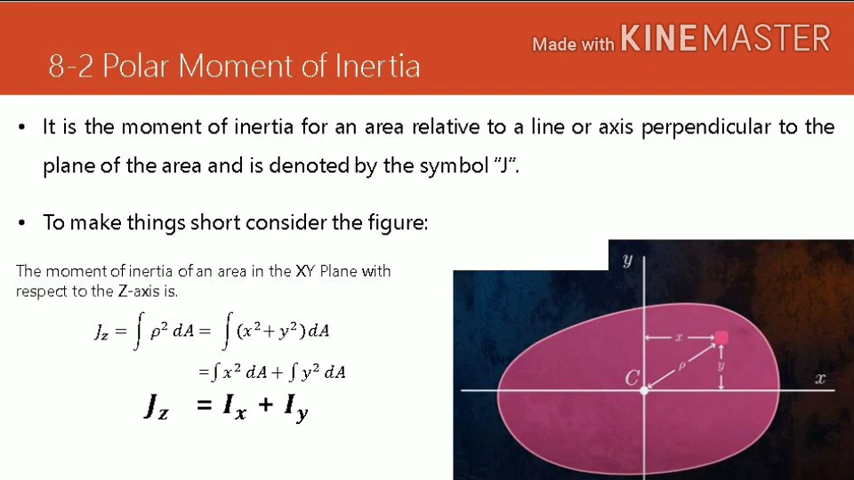 Made with KINEMASTER
8-2 Polar Moment of Inertia
• It is the moment of inertia for an area relative to a line or axis perpendicular to the
plane of the area and is denoted by the symbol "J".
• To make things short consider the figure:
The moment of inertia of an area in the XY Plane with
respect to the Z-axis is.
J_z = ∫ ρ² dA = ∫(x² + y²)dA
=∫x² dA + ∫y² dA
J_z = I_x + I_y
y
x
ρ
y
C
x